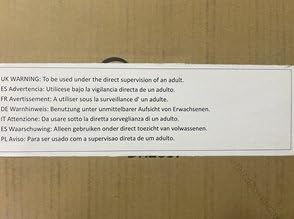 UK WARNING: To be used under the direct supervision of an adult.
ES Advertencia: Utilicese bajo la vigilancia directa de un adulto.
FR Avertissement: A utiliser sous la surveillance d' un adulte.
DE Warnhinweis: Benutzung unter unmittelbarer Aufsicht von Erwachsenen.
IT Attenzione: Da usare sotto la diretta sorveglianza di un adulto.
ES Waarschuwing: Alleen gebruiken onder direct toezicht van volwassenen.
PL Aviso: Para ser usado com a supervisao direta de um adulto.